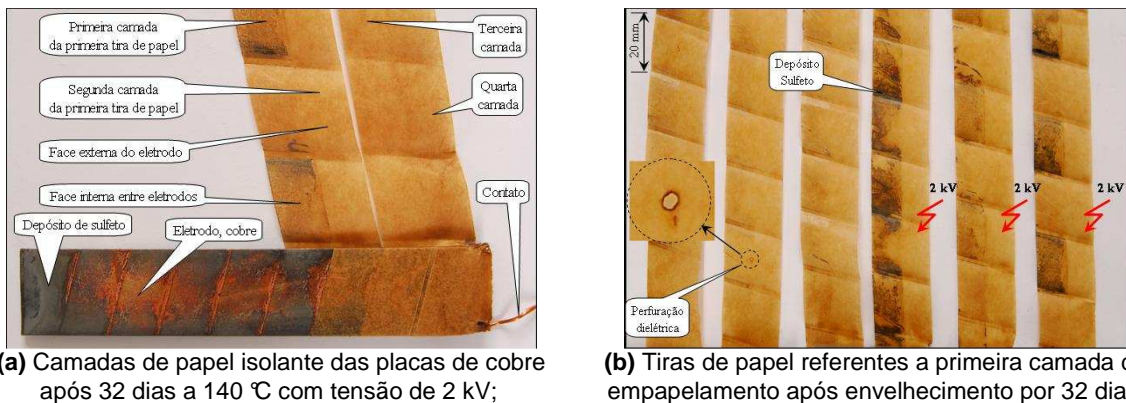 Primeira camada
da primeira tira de papel
Terceira
camada
Segunda camada
da primeira tira de papel
Quarta
camada
Face externa do eletrodo
Face interna entre eletrodos
Contato
Depósito de sulfeto
Eletrodo, cobre
20 mm
Depósito
Sulfeto
2 kV
2 kV
2 kV
Perfuração
dielétrica
(a) Camadas de papel isolante das placas de cobre
após 32 dias a 140 °C com tensão de 2 kV;
(b) Tiras de papel referentes a primeira camada
empapelamento após envelhecimento por 32